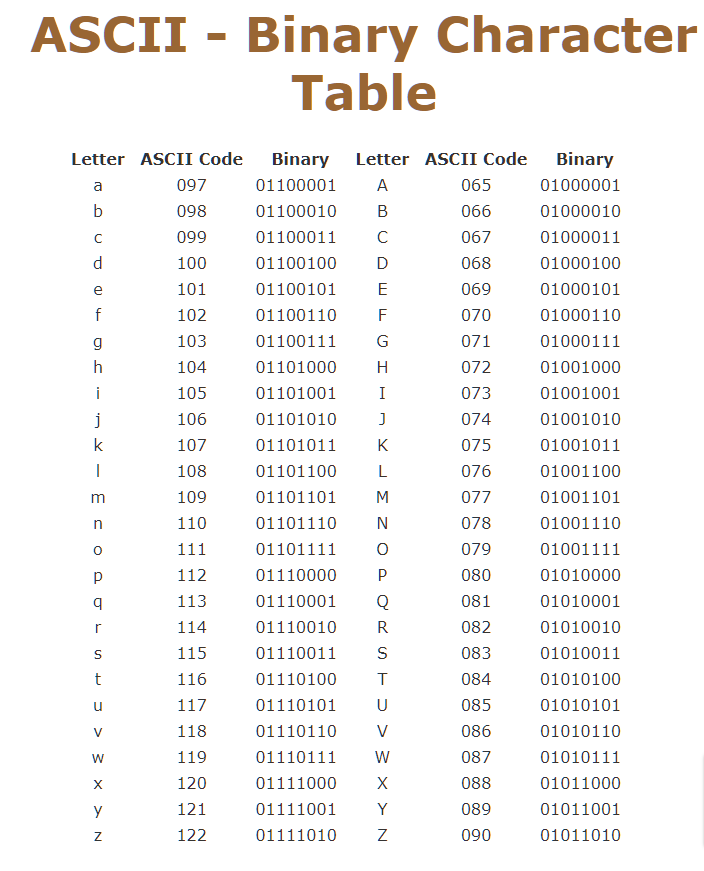 ASCII - Binary Character
Table
Letter ASCII Code Binary Letter ASCII Code Binary
a 097 01100001 A 065 01000001
b 098 01100010 B 066 01000010
c 099 01100011 C 067 01000011
d 100 01100100 D 068 01000100
e 101 01100101 E 069 01000101
f 102 01100110 F 070 01000110
g 103 01100111 G 071 01000111
h 104 01101000 H 072 01001000
i 105 01101001 I 073 01001001
j 106 01101010 J 074 01001010
k 107 01101011 K 075 01001011
l 108 01101100 L 076 01001100
m 109 01101101 M 077 01001101
n 110 01101110 N 078 01001110
o 111 01101111 O 079 01001111
p 112 01110000 P 080 01010000
q 113 01110001 Q 081 01010001
r 114 01110010 R 082 01010010
s 115 01110011 S 083 01010011
t 116 01110100 T 084 01010100
u 117 01110101 U 085 01010101
v 118 01110110 V 086 01010110
w 119 01110111 W 087 01010111
x 120 01111000 X 088 01011000
y 121 01111001 Y 089 01011001
z 122 01111010 Z 090 01011010